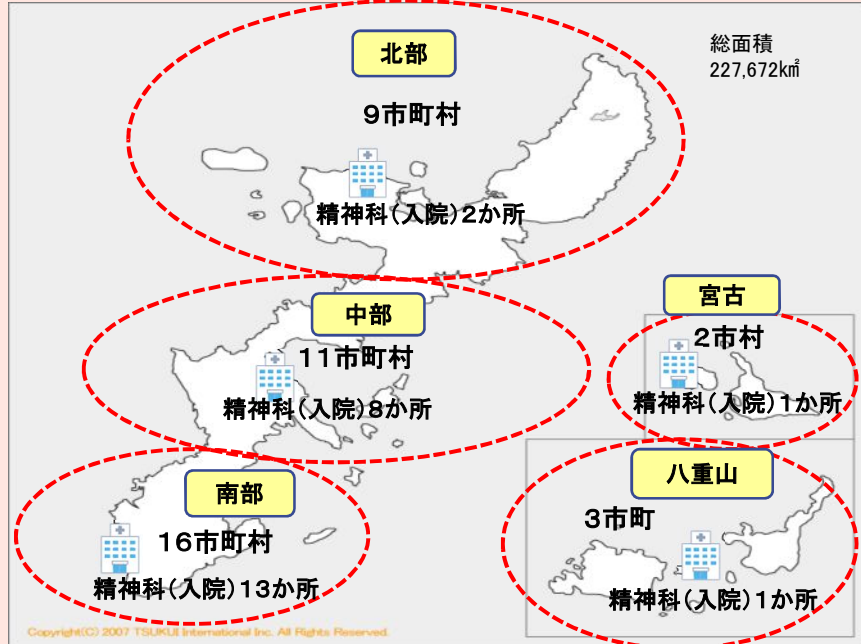 総面積
227,672k㎡
北部
9市町村
精神科(入院)2か所
中部
11市町村
精神科(入院)8か所
宮古
2市村
精神科(入院)1か所
南部
16市町村
精神科(入院)13か所
八重山
3市町
精神科(入院)1か所
Copyright(C) 2007 TSUKUI International Inc. All Rights Reserved.